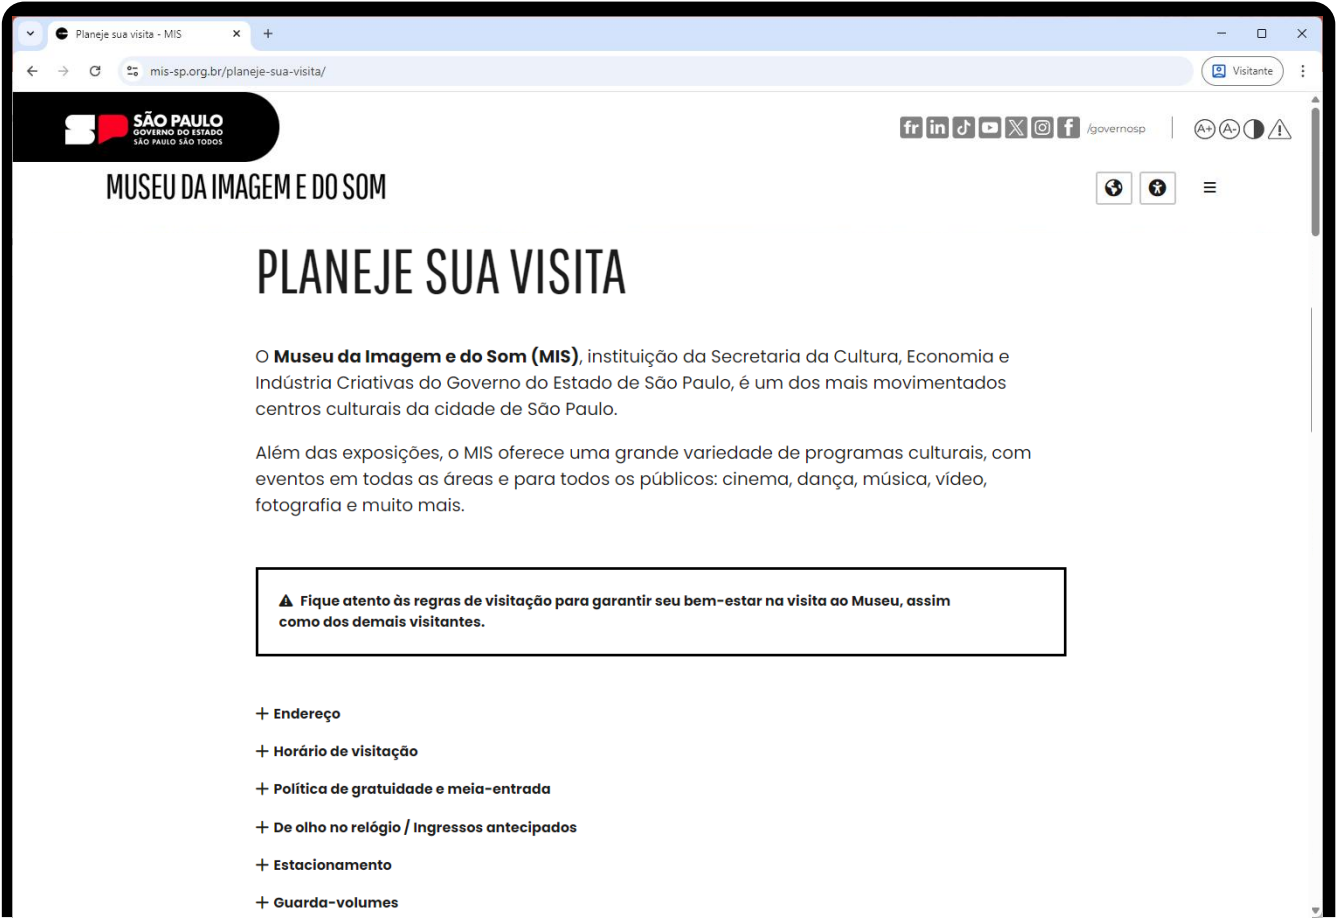 Planeje sua visita - MIS
mis-sp.org.br/planeje-sua-visita/
Visitante
SÃO PAULO
GOVERNO DO ESTADO
SÃO PAULO SÃO TODOS
fr in X f /governosp
A+ A-
MUSEU DA IMAGEM E DO SOM
PLANEJE SUA VISITA
O Museu da Imagem e do Som (MIS), instituição da Secretaria da Cultura, Economia e
Indústria Criativas do Governo do Estado de São Paulo, é um dos mais movimentados
centros culturais da cidade de São Paulo.
Além das exposições, o MIS oferece uma grande variedade de programas culturais, com
eventos em todas as áreas e para todos os públicos: cinema, dança, música, vídeo,
fotografia e muito mais.
Fique atento às regras de visitação para garantir seu bem-estar na visita ao Museu, assim
como dos demais visitantes.
+ Endereço
+ Horário de visitação
+ Política de gratuidade e meia-entrada
+ De olho no relógio / Ingressos antecipados
+ Estacionamento
+ Guarda-volumes